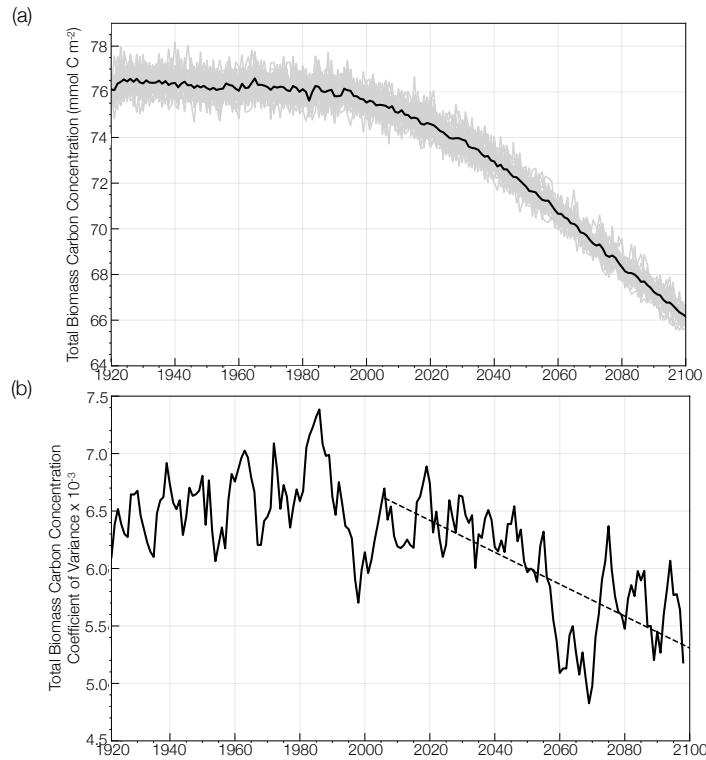 (a)
Total Biomass Carbon Concentration (mmol C m⁻²)
78
76
74
72
70
68
66
64
1920 1940 1960 1980 2000 2020 2040 2060 2080 2100
(b)
Total Biomass Carbon Concentration
Coefficient of Variance x 10⁻³
7.5
7.0
6.5
6.0
5.5
5.0
4.5
1920 1940 1960 1980 2000 2020 2040 2060 2080 2100